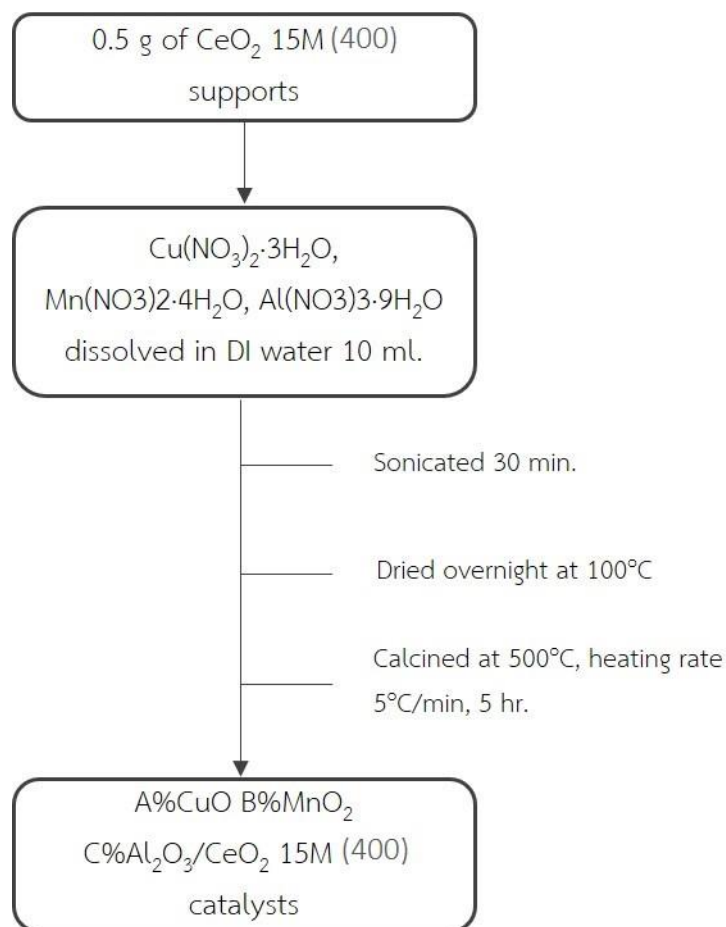 0.5 g of CeO₂ 15M (400)
supports
Cu(NO₃)₂·3H₂O,
Mn(NO3)2·4H₂O, Al(NO3)3·9H₂O
dissolved in DI water 10 ml.
Sonicated 30 min.
Dried overnight at 100°C
Calcined at 500°C, heating rate
5°C/min, 5 hr.
A%CuO B%MnO₂
C%Al₂O₃/CeO₂ 15M (400)
catalysts